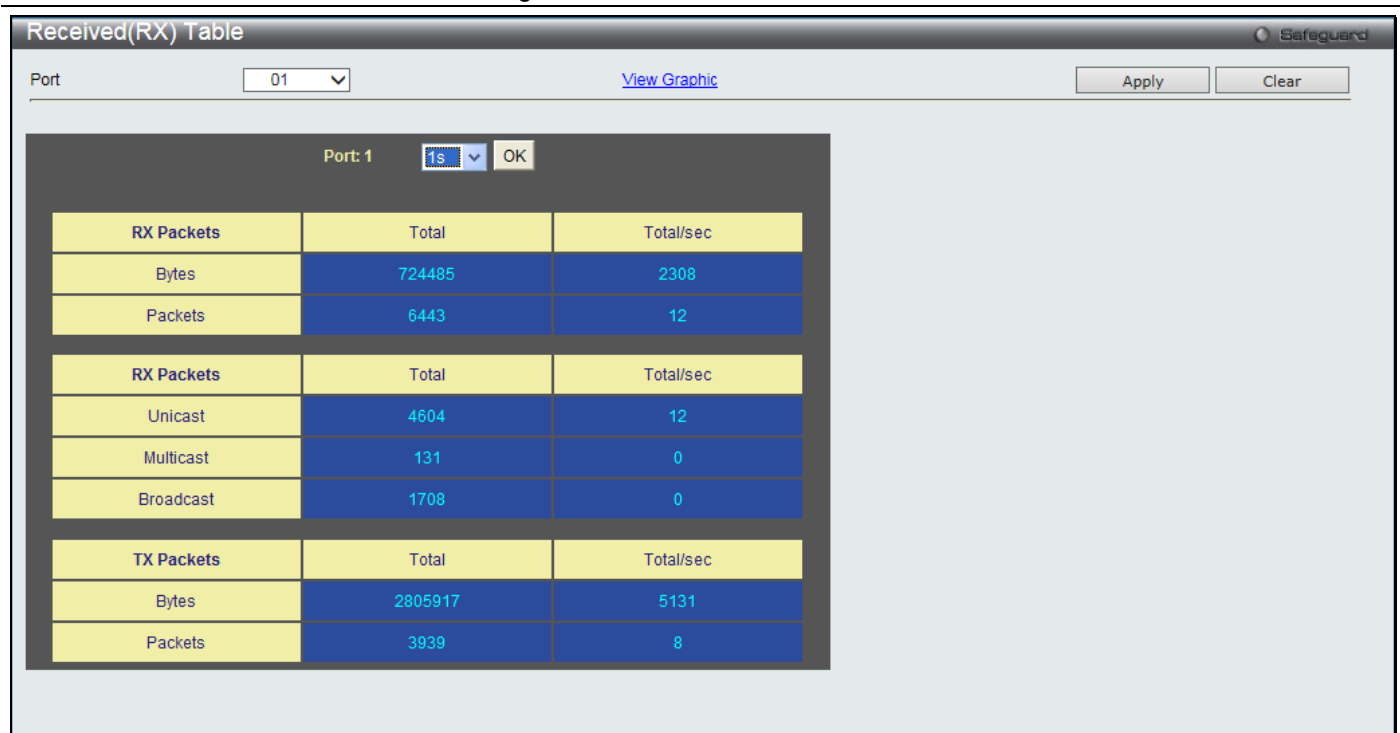 Received(RX) Table Safeguard
Port 01 View Graphic Apply Clear
Port: 1 1s OK
RX Packets Total Total/sec
Bytes 724485 2308
Packets 6443 12
RX Packets Total Total/sec
Unicast 4604 12
Multicast 131 0
Broadcast 1708 0
TX Packets Total Total/sec
Bytes 2805917 5131
Packets 3939 8